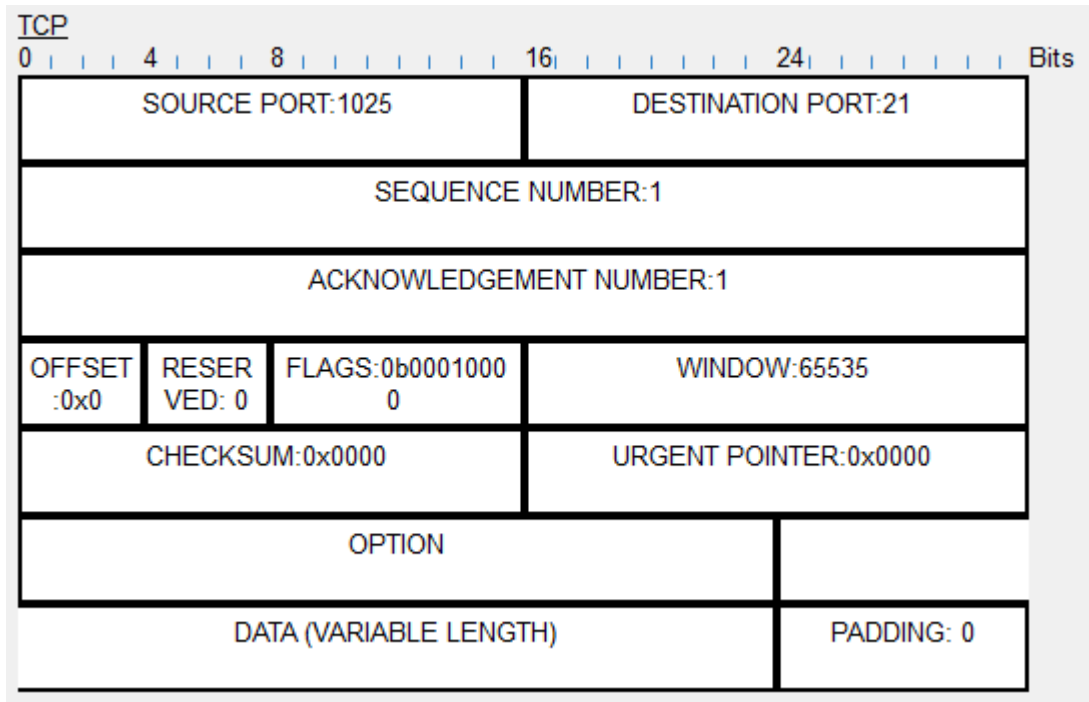 TCP
0 4 8 16 24 Bits
SOURCE PORT:1025 DESTINATION PORT:21
SEQUENCE NUMBER:1
ACKNOWLEDGEMENT NUMBER:1
OFFSET RESER FLAGS:0b0001000 WINDOW:65535
:0x0 VED: 0 0
CHECKSUM:0x0000 URGENT POINTER:0x0000
OPTION
DATA (VARIABLE LENGTH) PADDING: 0